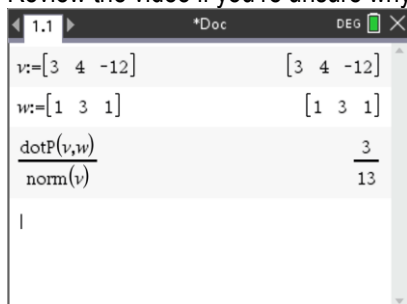 Review the video if you're unsure why
1.1 *Doc DEG
v:=[3 4 -12] [3 4 -12]
w:=[1 3 1] [1 3 1]
dotP(v,w) 3
norm(v) 13